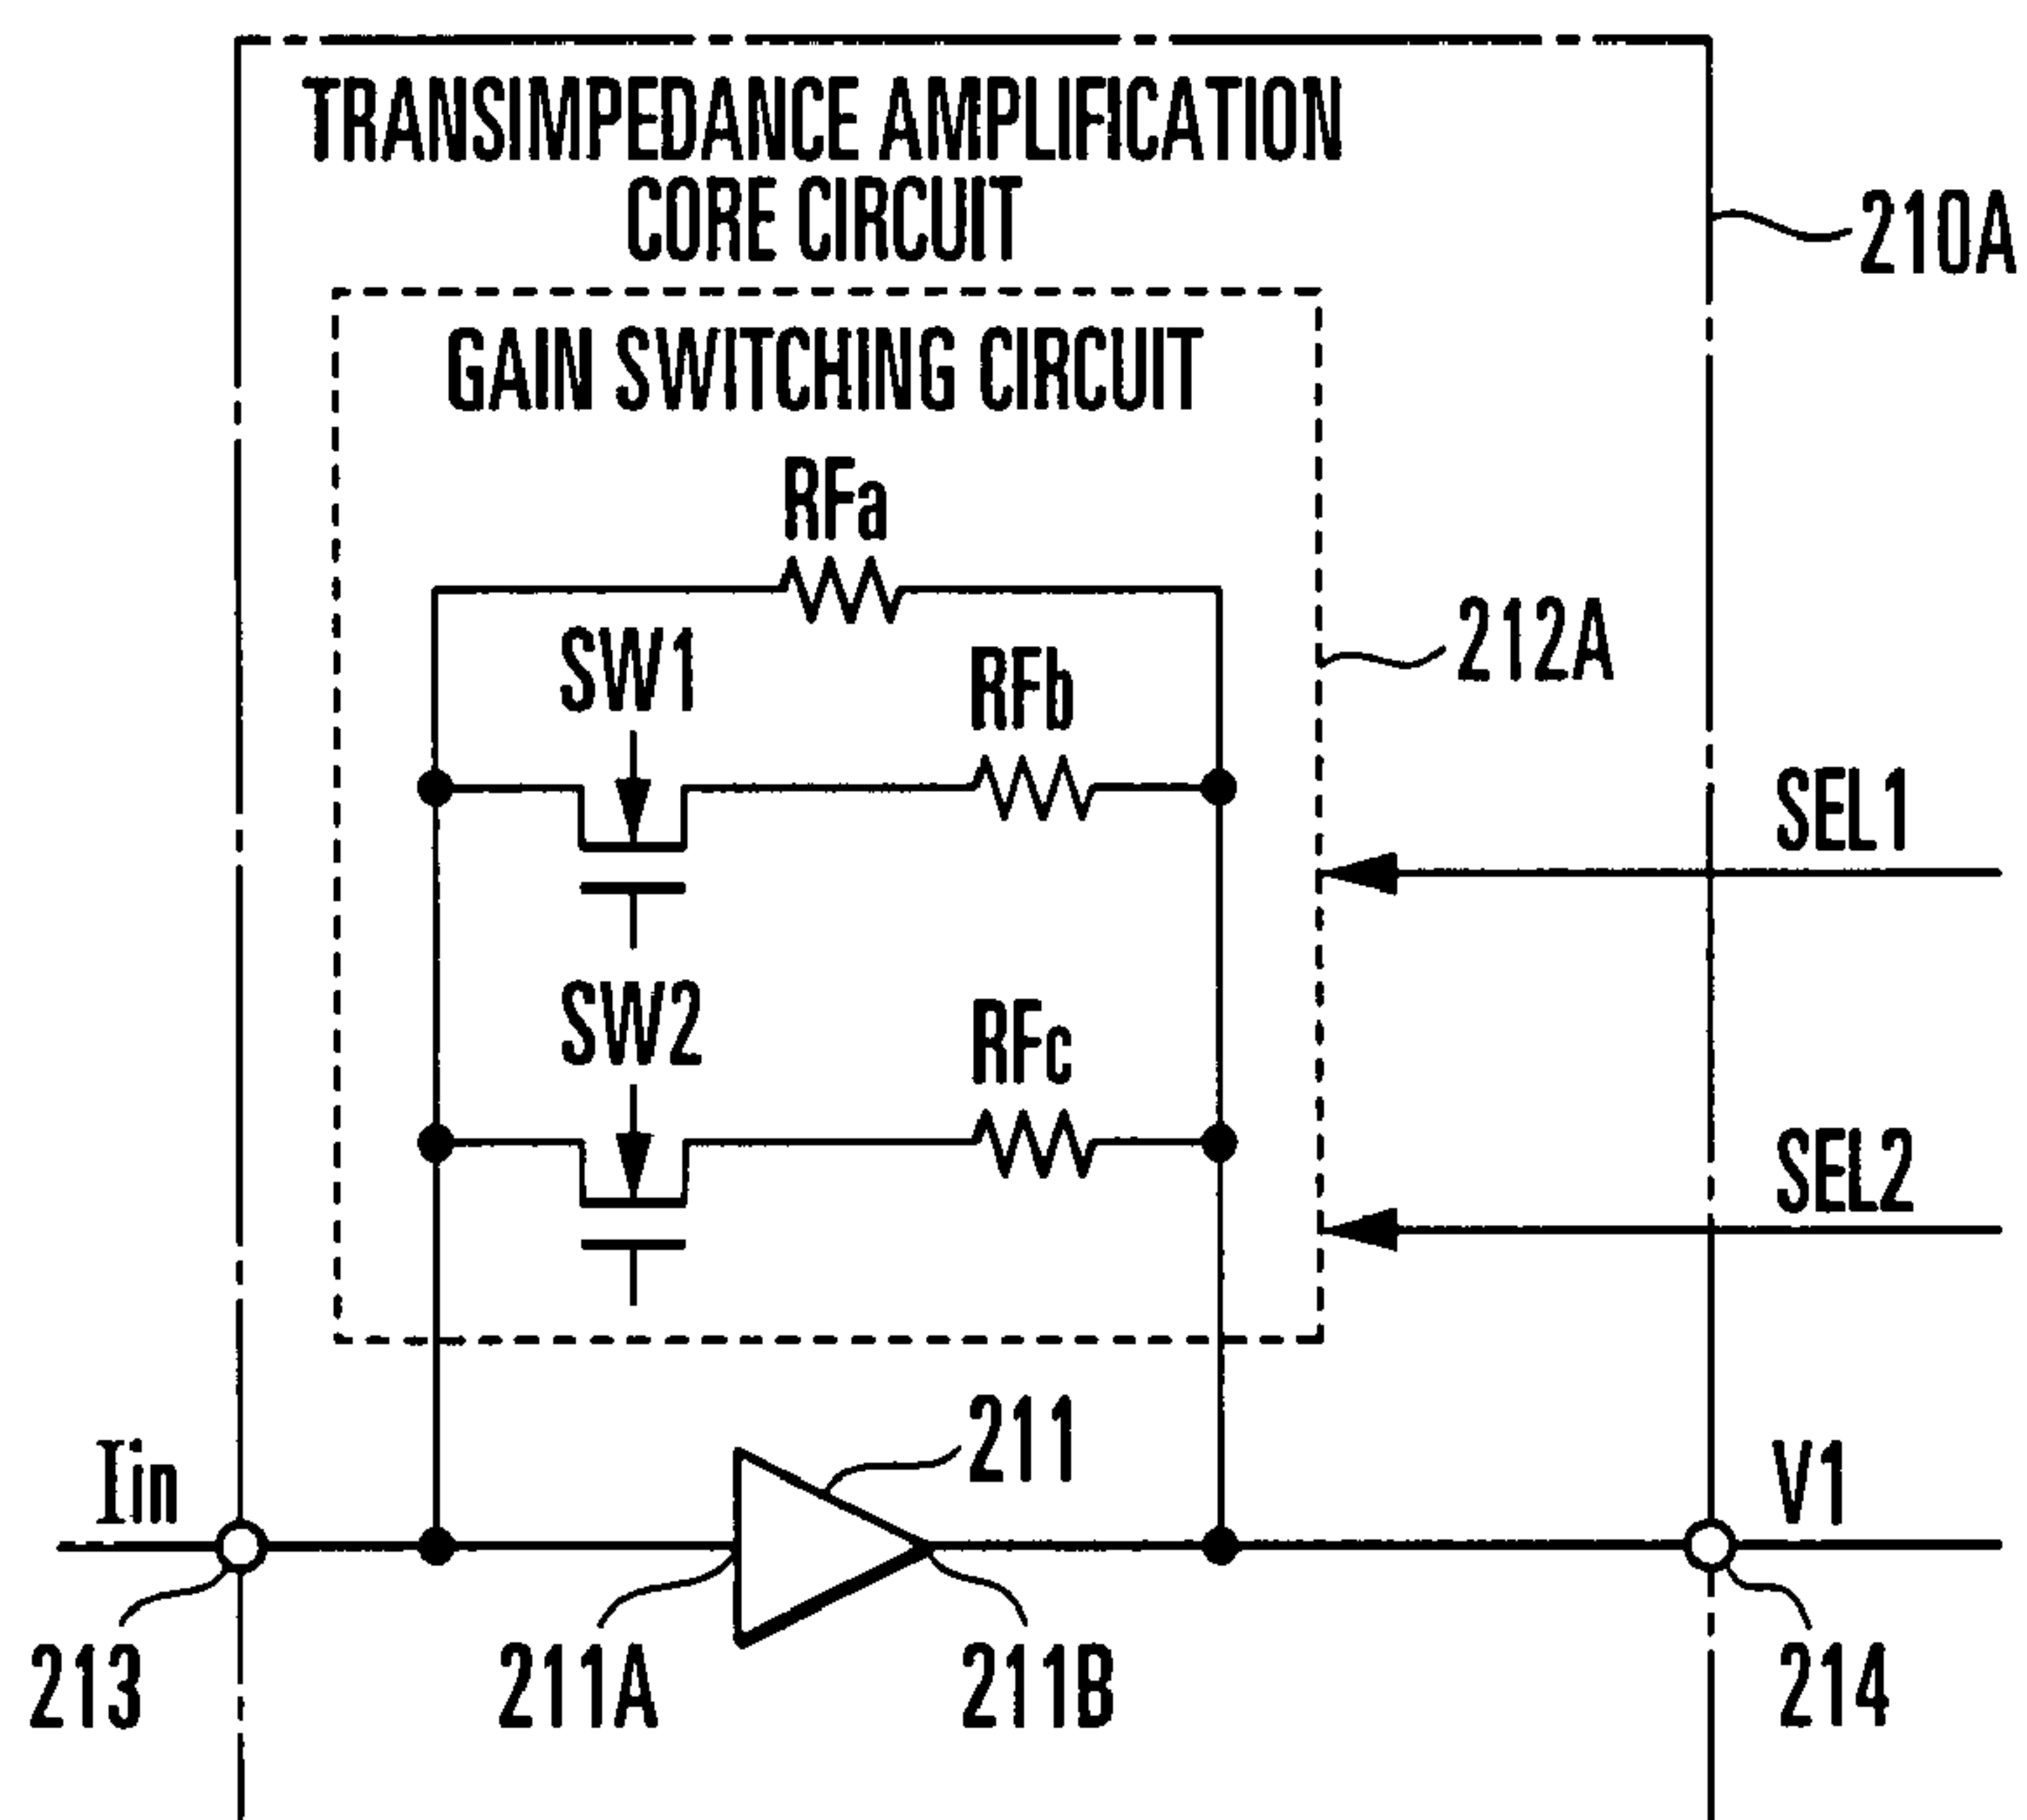 TRANSIMPEDANCE AMPLIFICATION
CORE CIRCUIT
210A
GAIN SWITCHING CIRCUIT
RFa
212A
SW1
RFb
SEL1
SW2
RFc
SEL2
211
Iin
V1
213
211A
211B
214